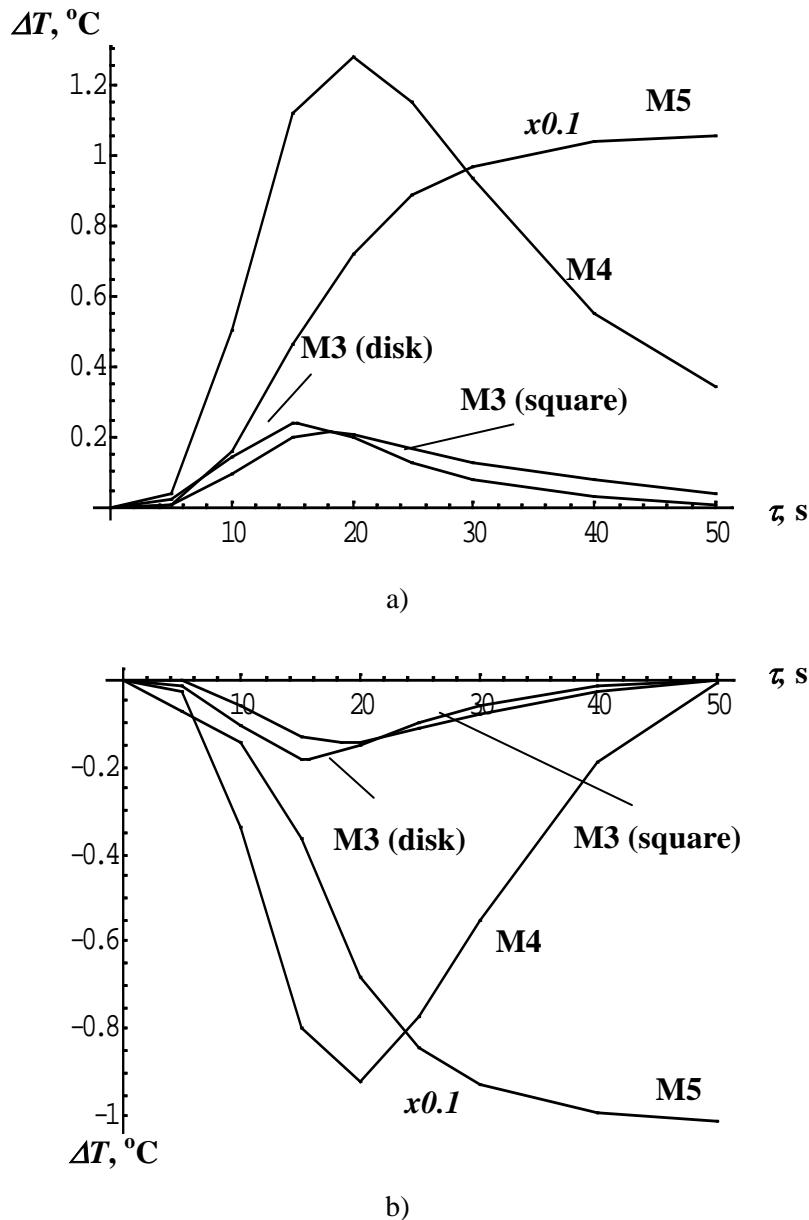 ΔT, °C
1.2
M5
x0.1
1
0.8
M4
0.6
M3 (disk)
0.4
M3 (square)
0.2
τ, s
10 20 30 40 50
a)
τ, s
10 20 30 40 50
-0.2
M3 (disk)
M3 (square)
-0.4
M4
-0.6
-0.8
M5
x0.1
-1
ΔT, °C
b)